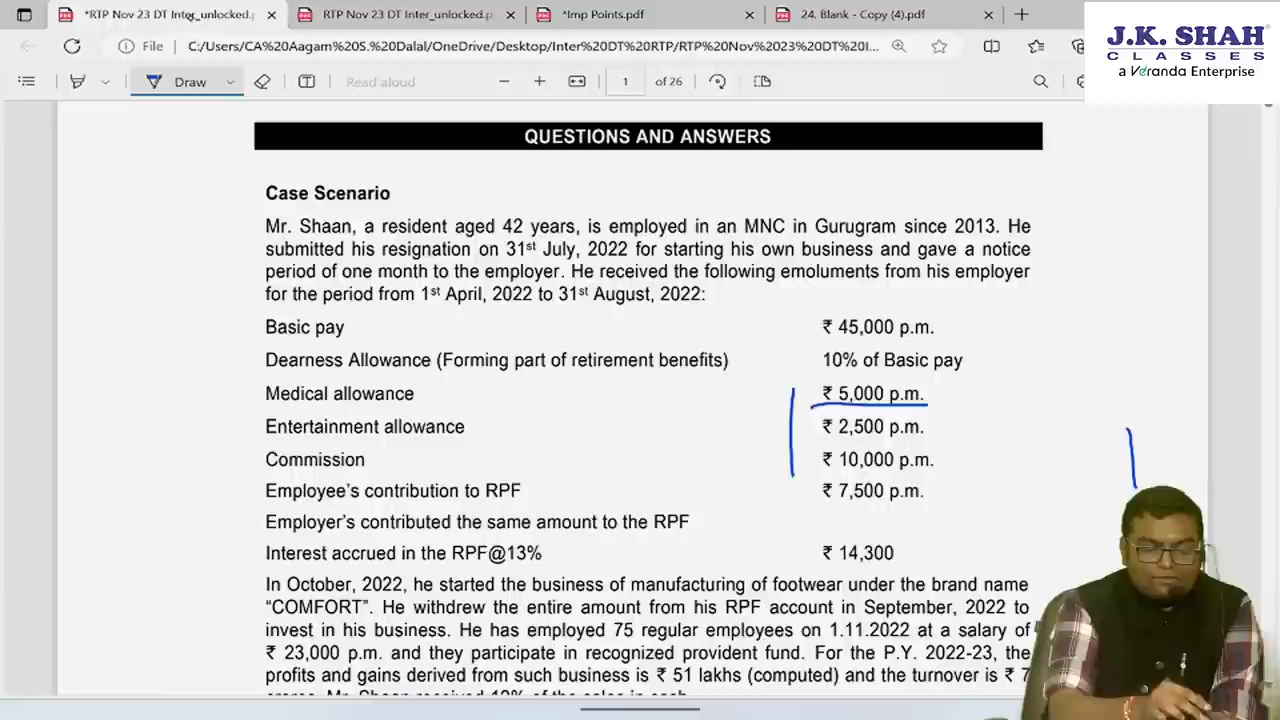 *RTP Nov 23 DT Inter_unlocked.
RTP Nov 23 DT Inter_unlocked.p
*Imp Points.pdf
24. Blank - Copy (4).pdf
J.K. SHAH
CLASSES
a Veranda Enterprise
File
C:/Users/CA%20Aagam%20S.%20Dalal/OneDrive/Desktop/Inter%20DT%20RTP/RTP%20Nov%202023%20DT%20I...
Draw
Read aloud
1
of 26
QUESTIONS AND ANSWERS
Case Scenario
Mr. Shaan, a resident aged 42 years, is employed in an MNC in Gurugram since 2013. He
submitted his resignation on 31st July, 2022 for starting his own business and gave a notice
period of one month to the employer. He received the following emoluments from his employer
for the period from 1st April, 2022 to 31st August, 2022:
Basic pay ₹ 45,000 p.m.
Dearness Allowance (Forming part of retirement benefits) 10% of Basic pay
Medical allowance ₹ 5,000 p.m.
Entertainment allowance ₹ 2,500 p.m.
Commission ₹ 10,000 p.m.
Employee's contribution to RPF ₹ 7,500 p.m.
Employer's contributed the same amount to the RPF
Interest accrued in the RPF@13% ₹ 14,300
In October, 2022, he started the business of manufacturing of footwear under the brand name
"COMFORT". He withdrew the entire amount from his RPF account in September, 2022 to
invest in his business. He has employed 75 regular employees on 1.11.2022 at a salary of
₹ 23,000 p.m. and they participate in recognized provident fund. For the P.Y. 2022-23, the
profits and gains derived from such business is ₹ 51 lakhs (computed) and the turnover is ₹ 7